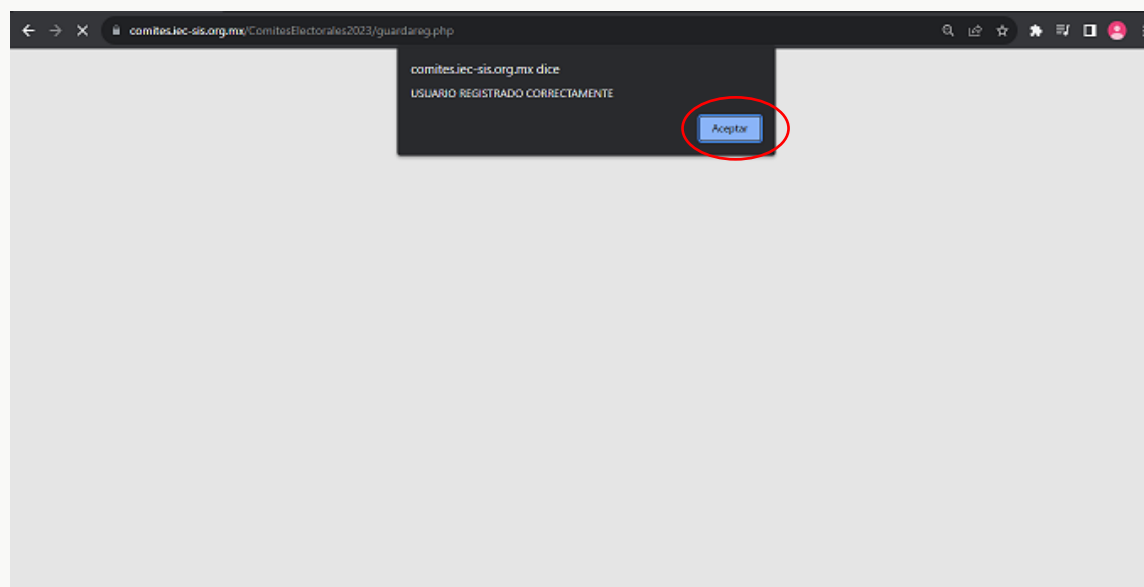 comites.iec-sis.org.mx/ComitesElectorales2023/guardareg.php
comites.iec-sis.org.mx dice
USUARIO REGISTRADO CORRECTAMENTE
Aceptar